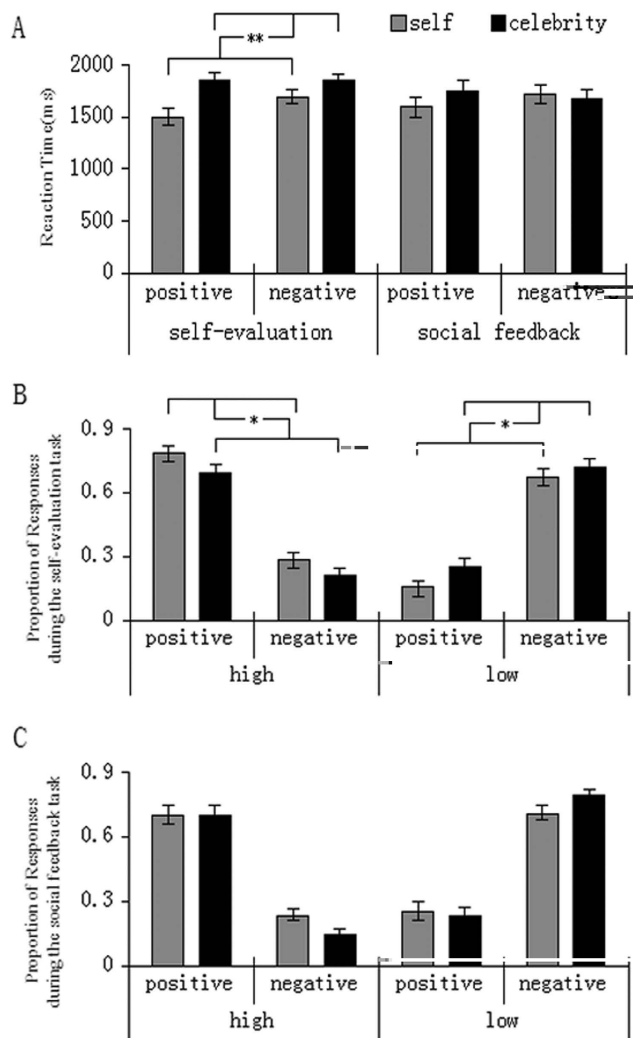 A
self celebrity
**
Reaction Time(ms)
2000
1500
1000
500
0
positive negative positive negative
self-evaluation social feedback
B
* *
Proportion of Responses
during the self-evaluation task
0.9
0.6
0.3
0
positive negative positive negative
high low
C
Proportion of Responses
during the social feedback task
0.9
0.6
0.3
0
positive negative positive negative
high low